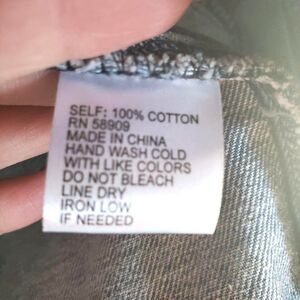 SELF: 100% COTTON
RN 58909
MADE IN CHINA
HAND WASH COLD
WITH LIKE COLORS
DO NOT BLEACH
LINE DRY
IRON LOW
IF NEEDED